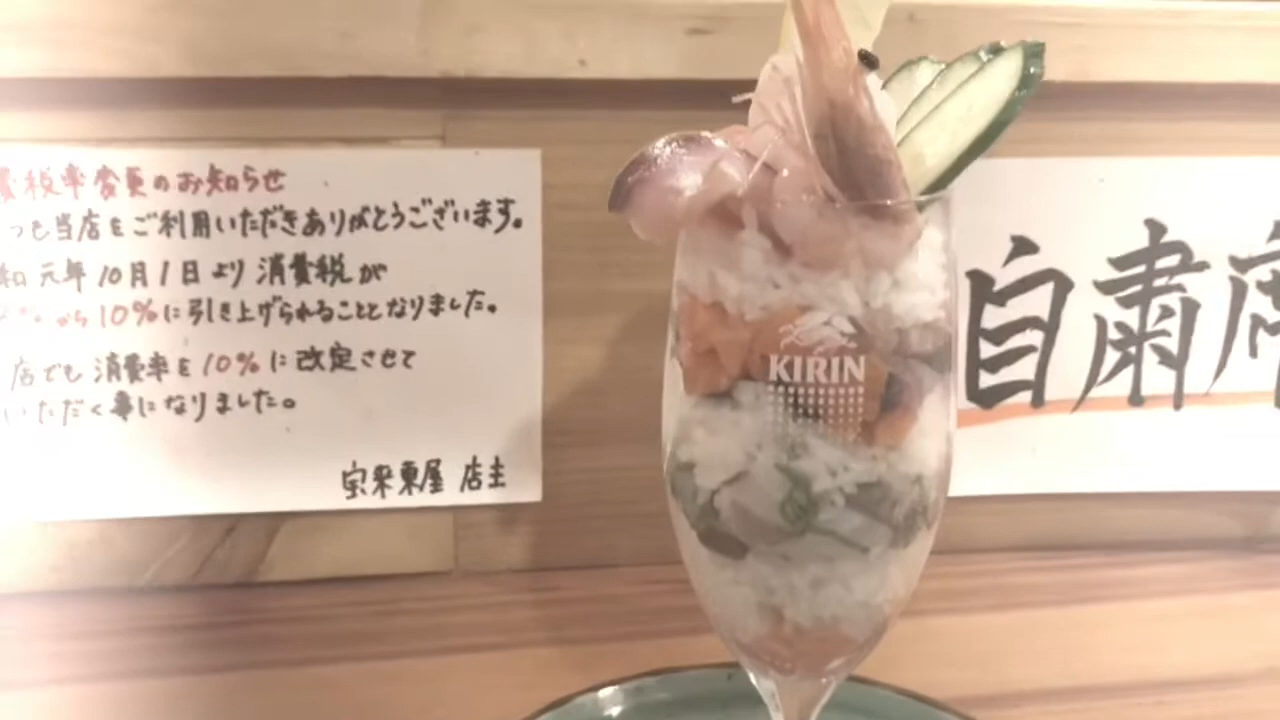 税率変更のお知らせ
つも当店をご利用いただきありがとうございます。
和元年10月1日より消費税が
%から10%に引き上げられることとなりました。
店でも消費率を10%に改定させて
いただく事になりました。
宝来東屋 店主
KIRIN
自粛席